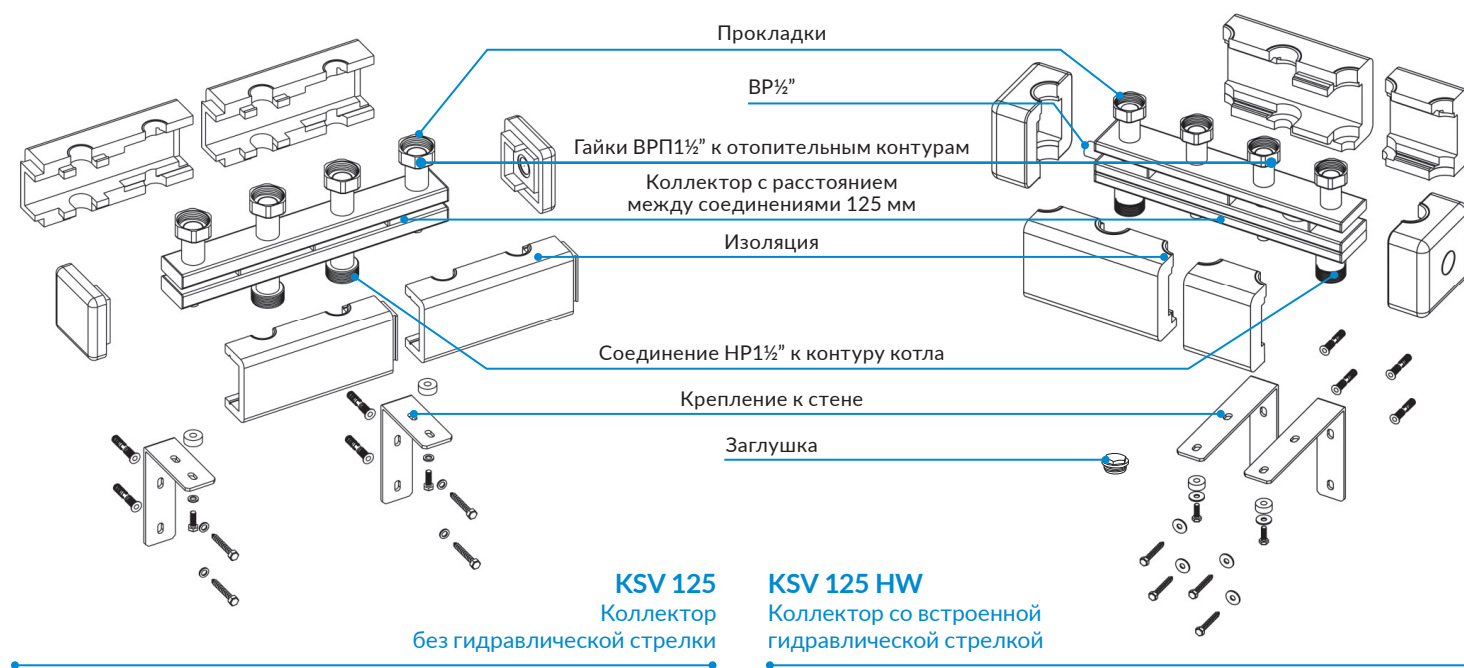 Прокладки
ВР½”
Гайки ВРП1½” к отопительным контурам
Коллектор с расстоянием
между соединениями 125 мм
Изоляция
Соединение НР1½” к контуру котла
Крепление к стене
Заглушка
KSV 125
Коллектор
без гидравлической стрелки
KSV 125 HW
Коллектор со встроенной
гидравлической стрелкой